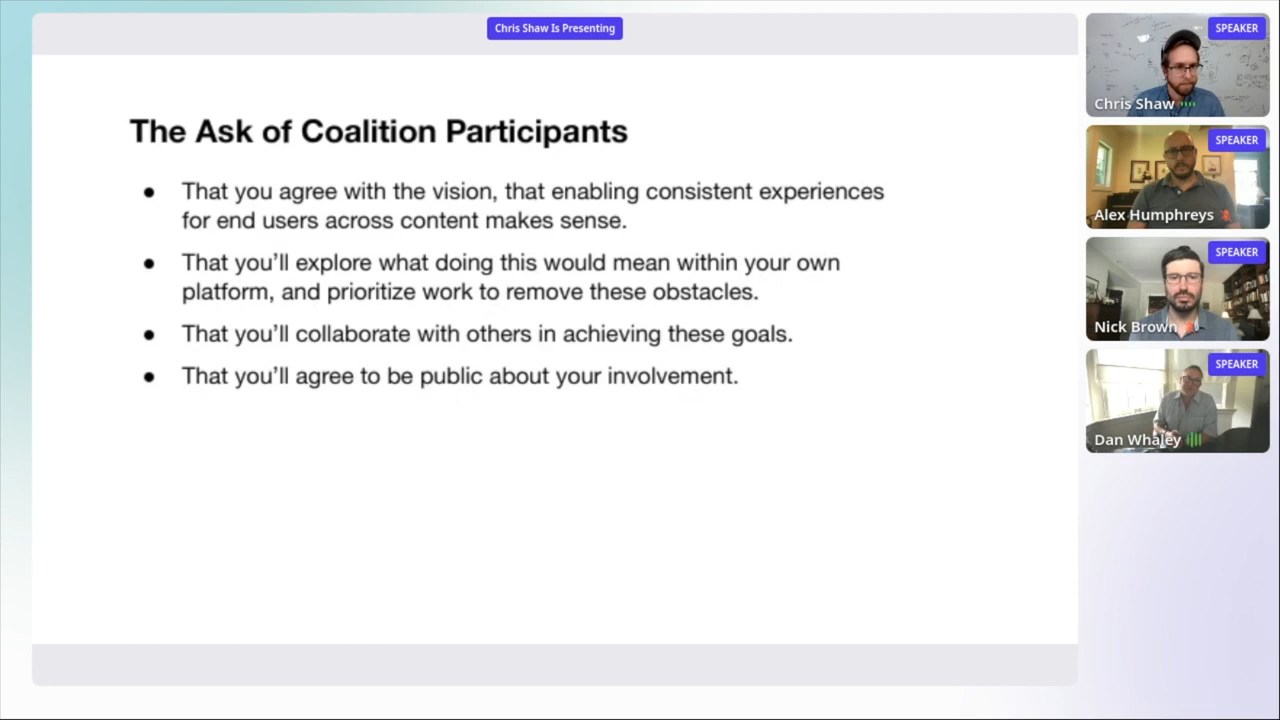 Chris Shaw Is Presenting
The Ask of Coalition Participants
● That you agree with the vision, that enabling consistent experiences
for end users across content makes sense.
● That you’ll explore what doing this would mean within your own
platform, and prioritize work to remove these obstacles.
● That you’ll collaborate with others in achieving these goals.
● That you’ll agree to be public about your involvement.
SPEAKER
Chris Shaw
SPEAKER
Alex Humphreys
SPEAKER
Nick Brown
SPEAKER
Dan Whaley